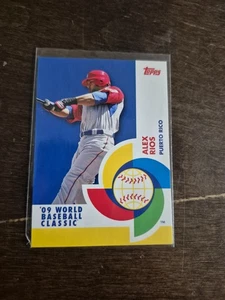 Topps
ALEX
RIOS
PUERTO RICO
'09 WORLD
BASEBALL
CLASSIC